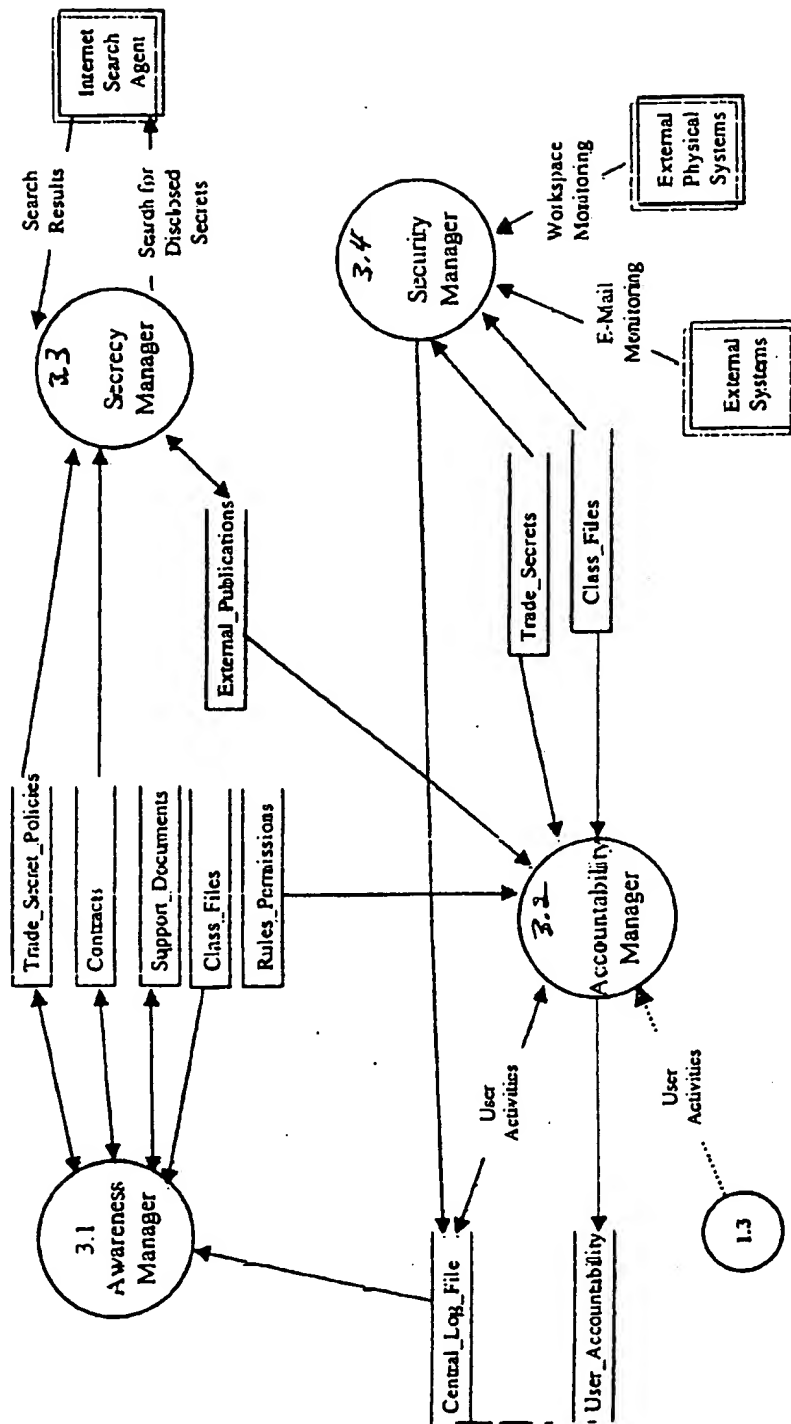 3.1
Awareness
Manager
Trade_Secret_Policies
Contracts
Support_Documents
Class_Files
Rules_Permissions
3.3
Secrecy
Manager
Search
Results
Search for
Disclosed
Secrets
Internet
Search
Agent
External_Publications
Central_Log_File
User_Accountability
User
Activities
1.3
User
Activities
3.2
Accountability
Manager
Trade_Secrets
Class_Files
3.4
Security
Manager
E-Mail
Monitoring
Workspace
Monitoring
External
Systems
External
Physical
Systems